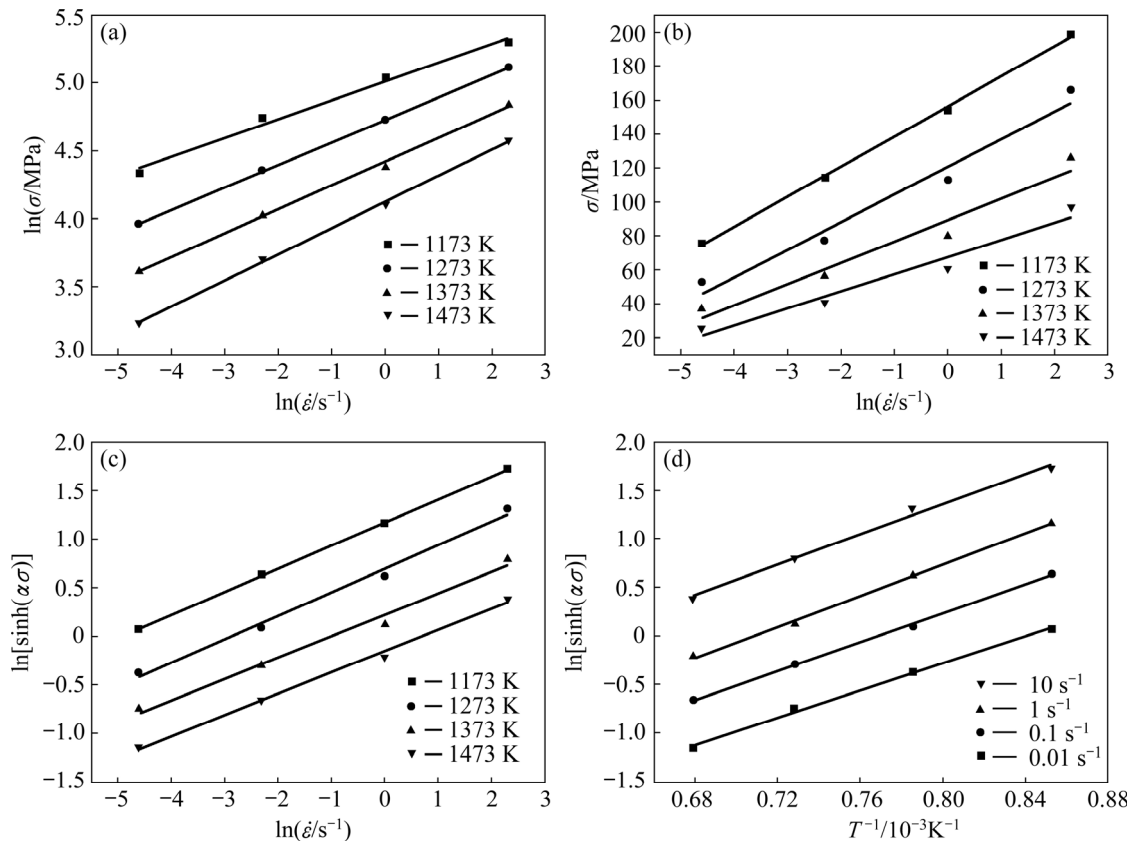 (a)
5.5
5.0
4.5
4.0
3.5
3.0
ln(σ/MPa)
1173 K
1273 K
1373 K
1473 K
−5 −4 −3 −2 −1 0 1 2 3
ln(ε̇/s⁻¹)
(b)
200
180
160
140
120
100
80
60
40
20
σ/MPa
1173 K
1273 K
1373 K
1473 K
−5 −4 −3 −2 −1 0 1 2 3
ln(ε̇/s⁻¹)
(c)
2.0
1.5
1.0
0.5
0
−0.5
−1.0
−1.5
ln[sinh(ασ)]
1173 K
1273 K
1373 K
1473 K
−5 −4 −3 −2 −1 0 1 2 3
ln(ε̇/s⁻¹)
(d)
2.0
1.5
1.0
0.5
0
−0.5
−1.0
−1.5
ln[sinh(ασ)]
10 s⁻¹
1 s⁻¹
0.1 s⁻¹
0.01 s⁻¹
0.68 0.72 0.76 0.80 0.84 0.88
T⁻¹/10⁻³K⁻¹